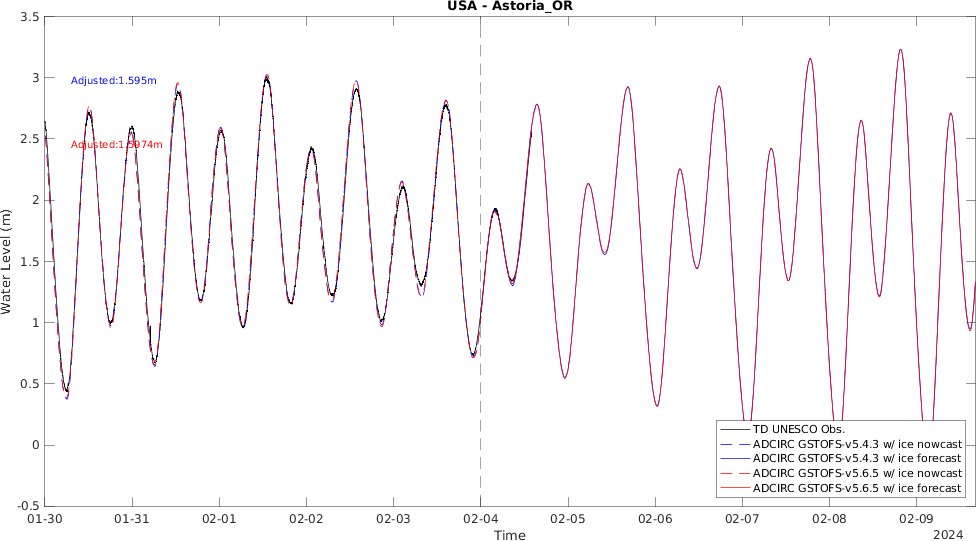 USA - Astoria_OR
3.5
3
2.5
2
1.5
1
0.5
0
-0.5
Water Level (m)
Adjusted:1.595m
Adjusted:1.5974m
TD UNESCO Obs.
ADCIRC GSTOFS-v5.4.3 w/ ice nowcast
ADCIRC GSTOFS-v5.4.3 w/ ice forecast
ADCIRC GSTOFS-v5.6.5 w/ ice nowcast
ADCIRC GSTOFS-v5.6.5 w/ ice forecast
01-30 01-31 02-01 02-02 02-03 02-04 02-05 02-06 02-07 02-08 02-09
Time
2024